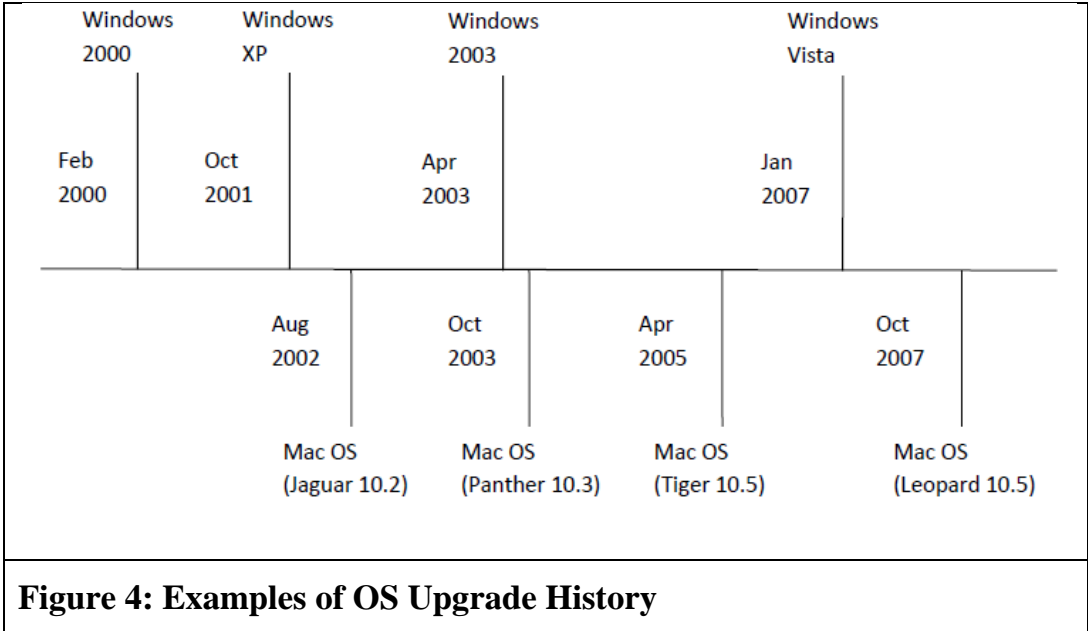 Windows
2000
Windows
XP
Windows
2003
Windows
Vista
Feb
2000
Oct
2001
Apr
2003
Jan
2007
Aug
2002
Oct
2003
Apr
2005
Oct
2007
Mac OS
(Jaguar 10.2)
Mac OS
(Panther 10.3)
Mac OS
(Tiger 10.5)
Mac OS
(Leopard 10.5)
Figure 4: Examples of OS Upgrade History